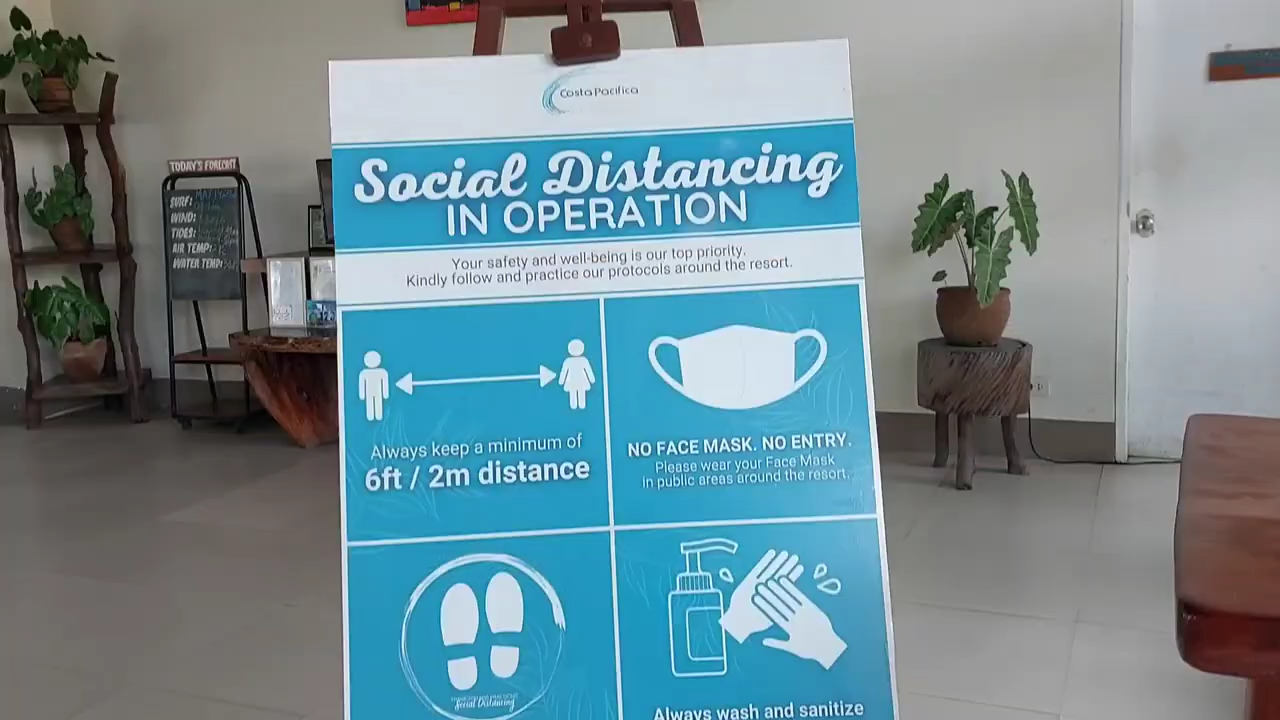 Costa Pacifica
Social Distancing
IN OPERATION
Your safety and well-being is our top priority.
Kindly follow and practice our protocols around the resort.
Always keep a minimum of
6ft / 2m distance
NO FACE MASK. NO ENTRY.
Please wear your Face Mask
in public areas around the resort.
Social Distancing
Always wash and sanitize
TODAY'S FORECAST
SURF:
WIND:
TIDES:
AIR TEMP:
WATER TEMP: